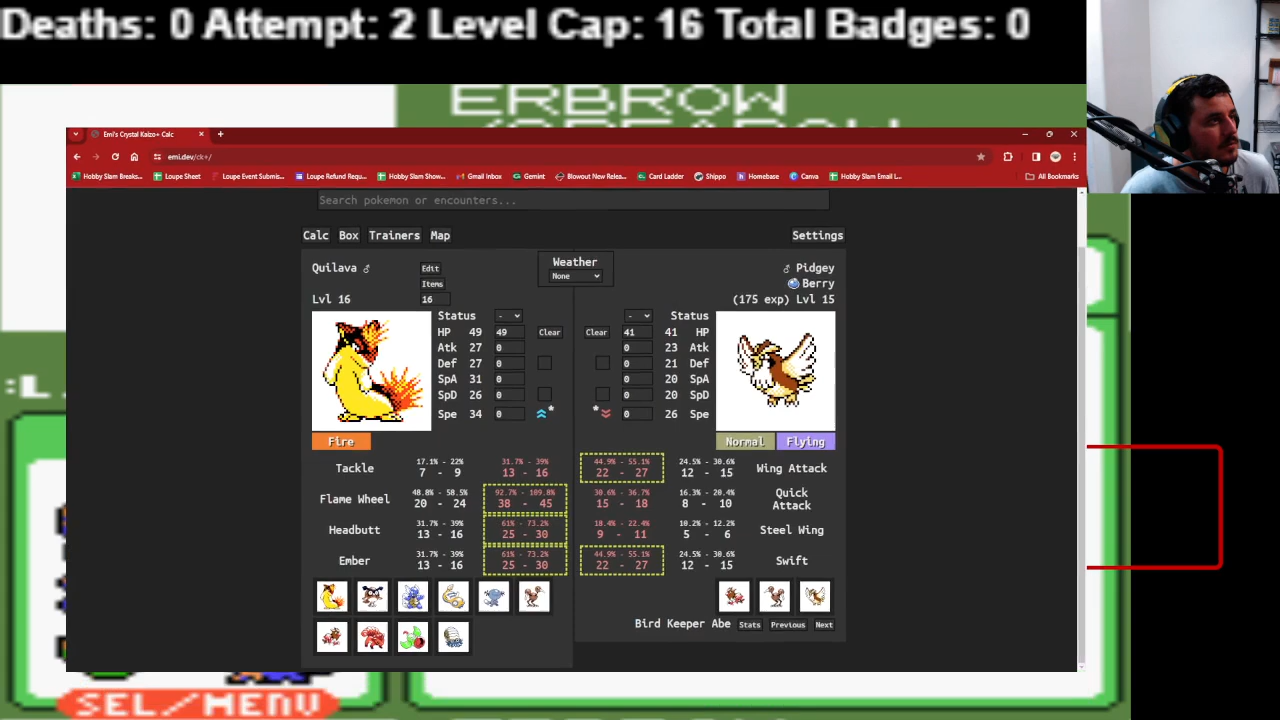 Deaths: 0 Attempt: 2 Level Cap: 16 Total Badges: 0
ERBROW
Emi's Crystal Kaizo+ Calc
emi.dev/ck+/
Hobby Slam Breaks... Loupe Sheet Loupe Event Submis... Loupe Refund Requ... Hobby Slam Show... Gmail Inbox Gemint Blowout New Relea... Card Ladder Shippo Homebase Canva Hobby Slam Email L... All Bookmarks
Search pokemon or encounters...
Calc Box Trainers Map Settings
Weather
None
Quilava ♂ Edit
Items
Lvl 16 16
♂ Pidgey
Berry
(175 exp) Lvl 15
Status -
HP 49 49 Clear
Atk 27 0
Def 27 0
SpA 31 0
SpD 26 0
Spe 34 0 *
- Status
Clear 41 41 HP
0 23 Atk
0 21 Def
0 20 SpA
0 20 SpD
* 0 26 Spe
Fire
Normal Flying
17.1% - 22% 31.7% - 39% 44.9% - 55.1% 24.5% - 30.6%
Tackle 7 - 9 13 - 16 22 - 27 12 - 15 Wing Attack
48.8% - 58.5% 92.7% - 109.8% 30.6% - 36.7% 16.3% - 20.4%
Flame Wheel 20 - 24 38 - 45 15 - 18 8 - 10 Quick Attack
31.7% - 39% 61% - 73.2% 18.4% - 22.4% 10.2% - 12.2%
Headbutt 13 - 16 25 - 30 9 - 11 5 - 6 Steel Wing
31.7% - 39% 61% - 73.2% 44.9% - 55.1% 24.5% - 30.6%
Ember 13 - 16 25 - 30 22 - 27 12 - 15 Swift
Bird Keeper Abe Stats Previous Next
:L
SEL/MENU